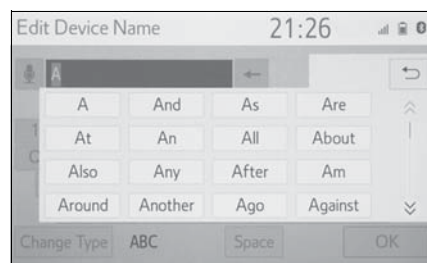 Edit Device Name 21:26
A
A And As Are
At An All About
Also Any After Am
Around Another Ago Against
Change Type ABC Space OK